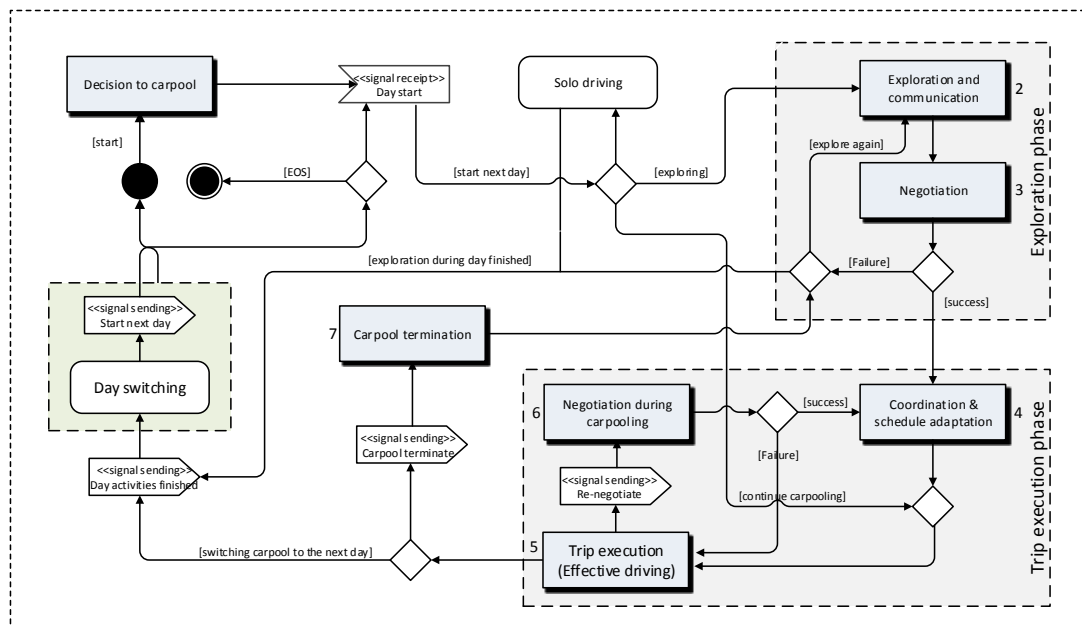 Decision to carpool
<<signal receipt>>
Day start
Solo driving
Exploration and
communication
2
[start]
[explore again]
[EOS]
[start next day]
[exploring]
Negotiation
3
Exploration phase
[exploration during day finished]
[Failure]
[success]
<<signal sending>>
Start next day
7
Carpool termination
Day switching
6
Negotiation during
carpooling
[success]
Coordination &
schedule adaptation
4
<<signal sending>>
Carpool terminate
[Failure]
<<signal sending>>
Day activities finished
<<signal sending>>
Re-negotiate
[continue carpooling]
[switching carpool to the next day]
5
Trip execution
(Effective driving)
Trip execution phase